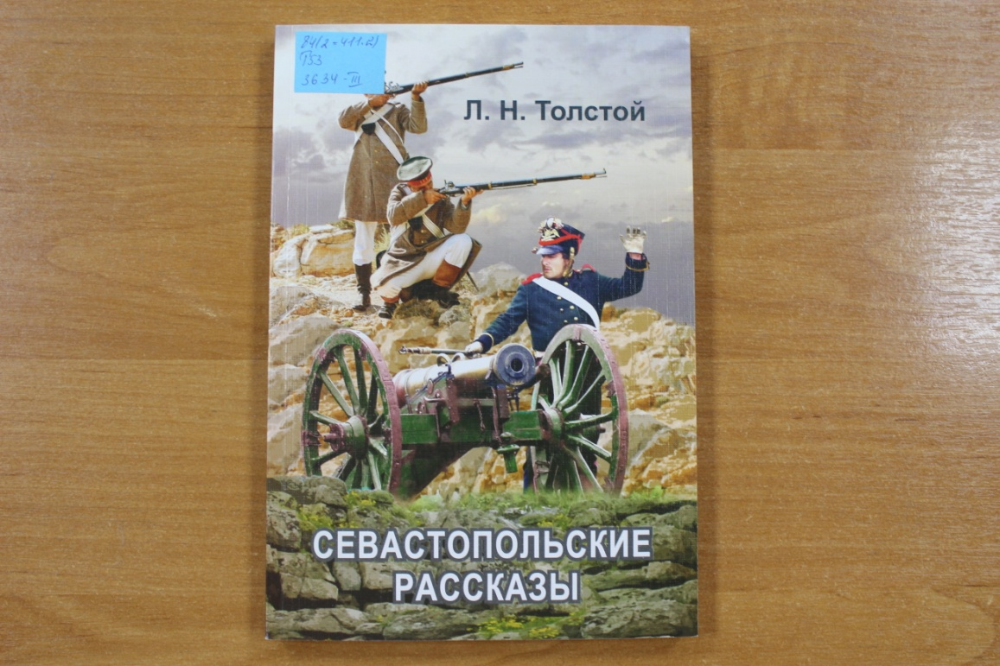 84(2=411.2)
Т53
3634-III
Л. Н. Толстой
СЕВАСТОПОЛЬСКИЕ
РАССКАЗЫ